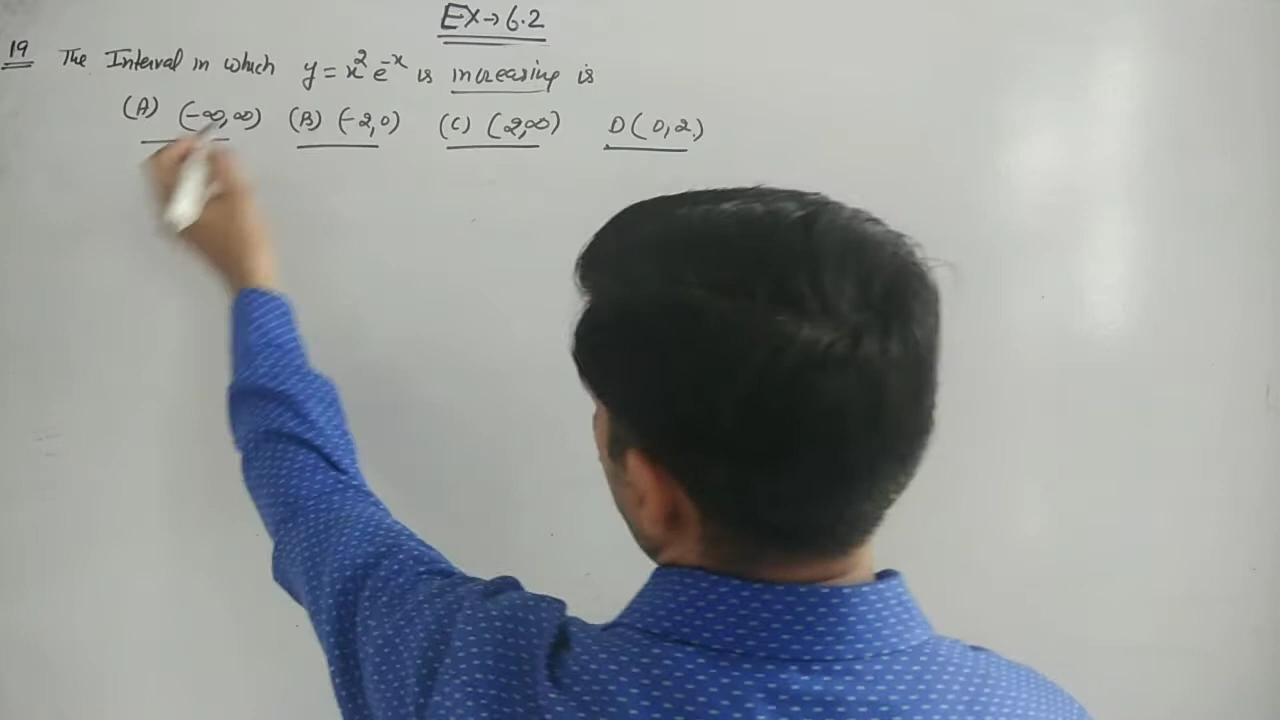 EX→6.2
19 The Interval in which y = x²e⁻ˣ is increasing is
(A) (-∞,∞) (B) (-2,0) (C) (2,∞) D(0,2)